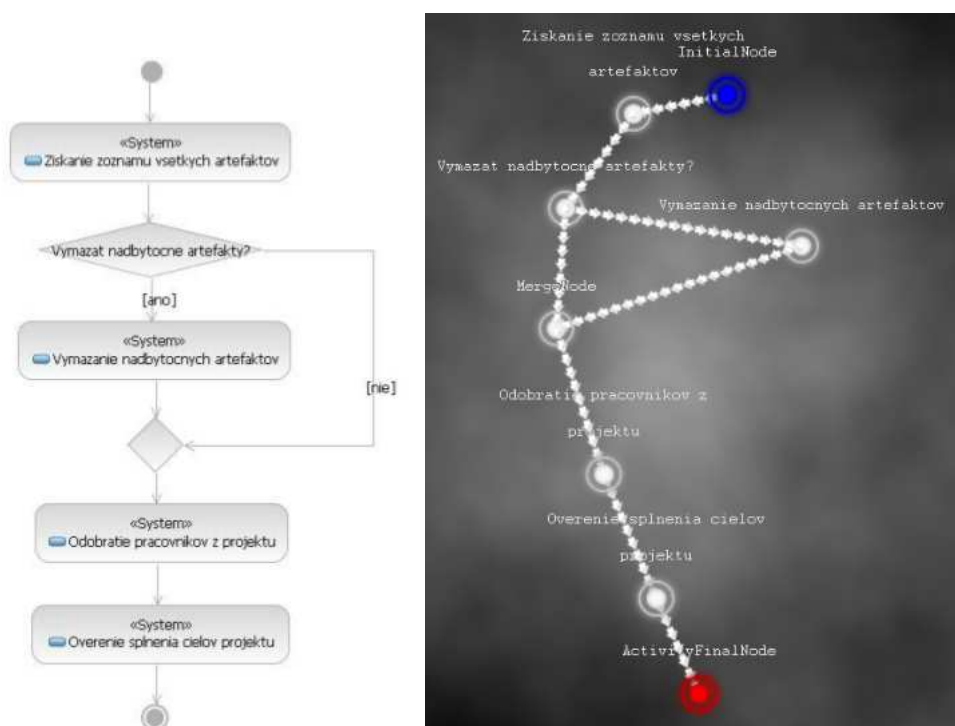 «System»
Ziskanie zoznamu vsetkych artefaktov
Vymazat nadbytocne artefakty?
[ano]
«System»
Vymazanie nadbytocnych artefaktov
[nie]
«System»
Odobratie pracovnikov z projektu
«System»
Overenie splnenia cielov projektu
Ziskanie zoznamu vsetkych
InitialNode
artefaktov
Vymazat nadbytocne artefakty?
Vymazanie nadbytocnych artefaktov
MergeNode
Odobratie pracovnikov z
projektu
Overenie splnenia cielov
projektu
ActivityFinalNode